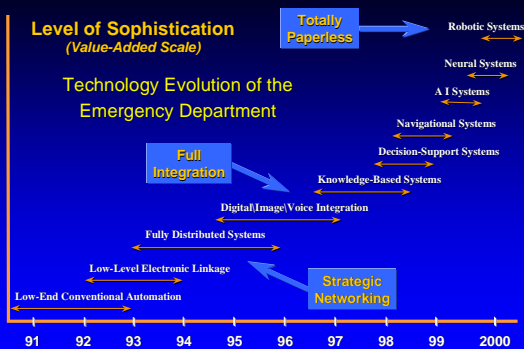 Level of Sophistication
(Value-Added Scale)
Totally
Paperless
Robotic Systems
Neural Systems
Technology Evolution of the
Emergency Department
A I Systems
Navigational Systems
Full
Integration
Decision-Support Systems
Knowledge-Based Systems
Digital\Image\Voice Integration
Fully Distributed Systems
Low-Level Electronic Linkage
Strategic
Networking
Low-End Conventional Automation
91 92 94 95 96 97 98 99 2000